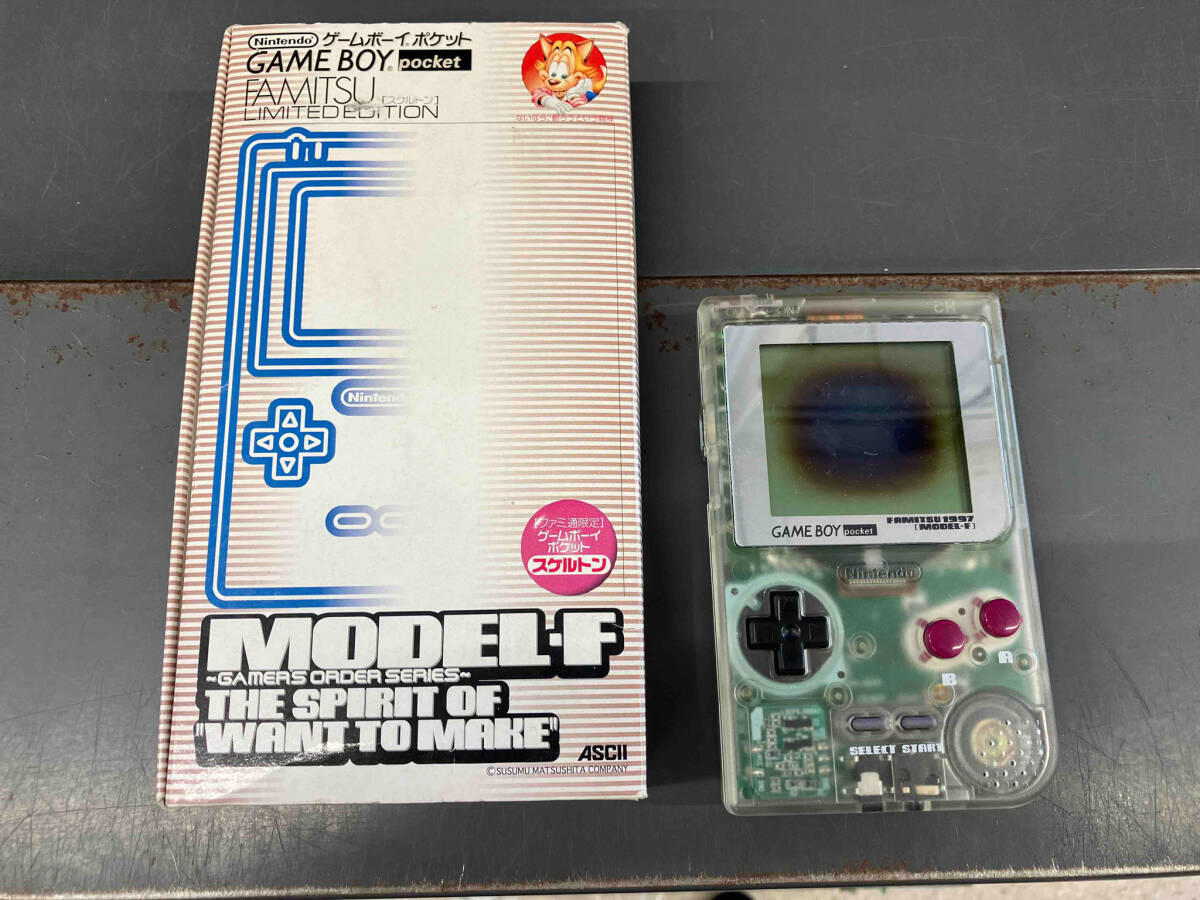 Nintendo ゲームボーイ ポケット
GAME BOY® pocket
FAMITSU [スケルトン]
LIMITED EDITION
Nintend
[ファミ通限定]
ゲームボーイ
ポケット
スケルトン
MODEL-F
~GAMERS ORDER SERIES~
THE SPIRIT OF
"WANT TO MAKE"
ASCII
©SUSUMU MATSUSHITA COMPANY
FAMITSU 1997
GAME BOY pocket [MODEL-F]
Nintendo
A
B
SELECT START